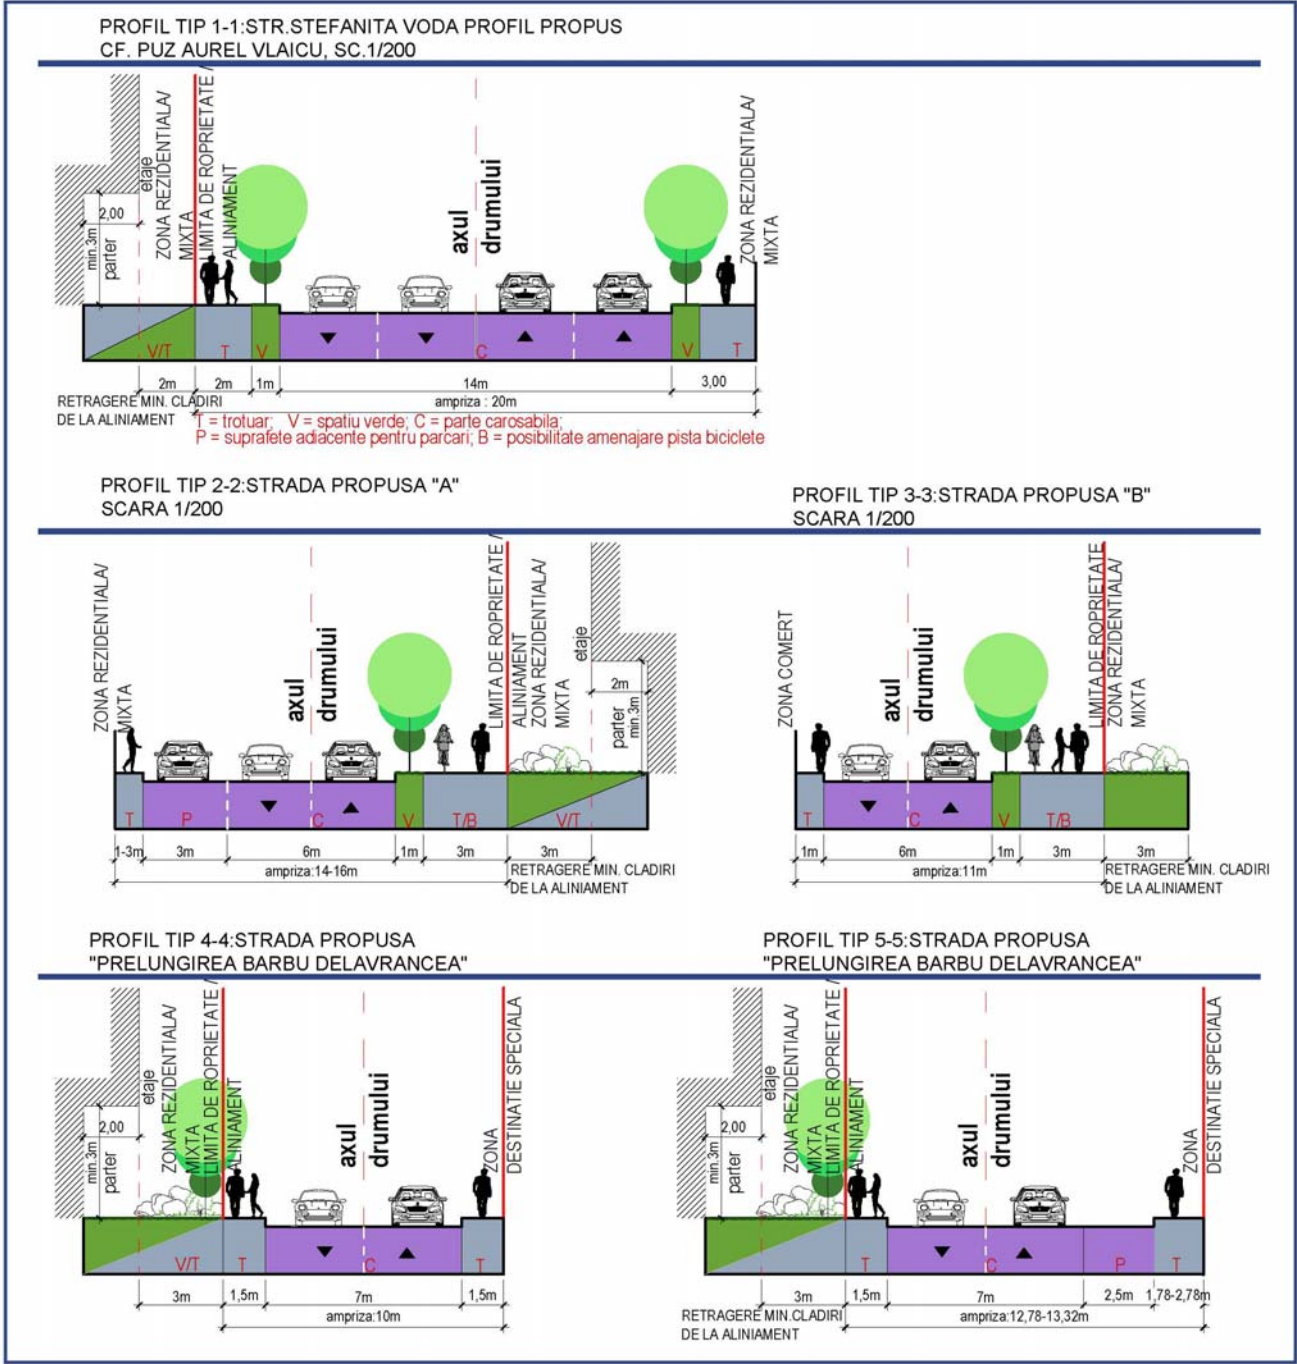 PROFIL TIP 1-1:STR.STEFANITA VODA PROFIL PROPUS
CF. PUZ AUREL VLAICU, SC.1/200
etaje
ZONA REZIDENTIALA/
MIXTA
LIMITA DE ROPRIETATE /
ALINIAMENT
2,00
min.3m
parter
axul
drumului
ZONA REZIDENTIALA/
MIXTA
V/T
T
V
C
V
T
2m
2m
1m
14m
3,00
RETRAGERE MIN. CLADIRI
DE LA ALINIAMENT
ampriza : 20m
T = trotuar; V = spatiu verde; C = parte carosabila;
P = suprafete adiacente pentru parcari; B = posibilitate amenajare pista biciclete
PROFIL TIP 2-2:STRADA PROPUSA "A"
SCARA 1/200
ZONA REZIDENTIALA/
MIXTA
axul
drumului
LIMITA DE ROPRIETATE /
ALINIAMENT
ZONA REZIDENTIALA/
MIXTA
etaje
2m
parter
min.3m
T
P
C
V
T/B
V/T
1-3m
3m
6m
1m
3m
3m
ampriza:14-16m
RETRAGERE MIN. CLADIRI
DE LA ALINIAMENT
PROFIL TIP 3-3:STRADA PROPUSA "B"
SCARA 1/200
ZONA COMERT
axul
drumului
LIMITA DE ROPRIETATE
ZONA REZIDENTIALA/
MIXTA
T
C
V
T/B
1m
6m
1m
3m
3m
ampriza:11m
RETRAGERE MIN. CLADIRI
DE LA ALINIAMENT
PROFIL TIP 4-4:STRADA PROPUSA
"PRELUNGIREA BARBU DELAVRANCEA"
etaje
ZONA REZIDENTIALA/
MIXTA
LIMITA DE ROPRIETATE /
ALINIAMENT
2,00
min.3m
parter
axul
drumului
ZONA
DESTINATIE SPECIALA
V/T
T
C
T
3m
1,5m
7m
1,5m
ampriza:10m
PROFIL TIP 5-5:STRADA PROPUSA
"PRELUNGIREA BARBU DELAVRANCEA"
etaje
ZONA REZIDENTIALA/
MIXTA
LIMITA DE ROPRIETATE /
ALINIAMENT
2,00
min.3m
parter
axul
drumului
ZONA
DESTINATIE SPECIALA
T
C
P
T
3m
1,5m
7m
2,5m
1,78-2,78m
RETRAGERE MIN.CLADIRI
DE LA ALINIAMENT
ampriza:12,78-13,32m